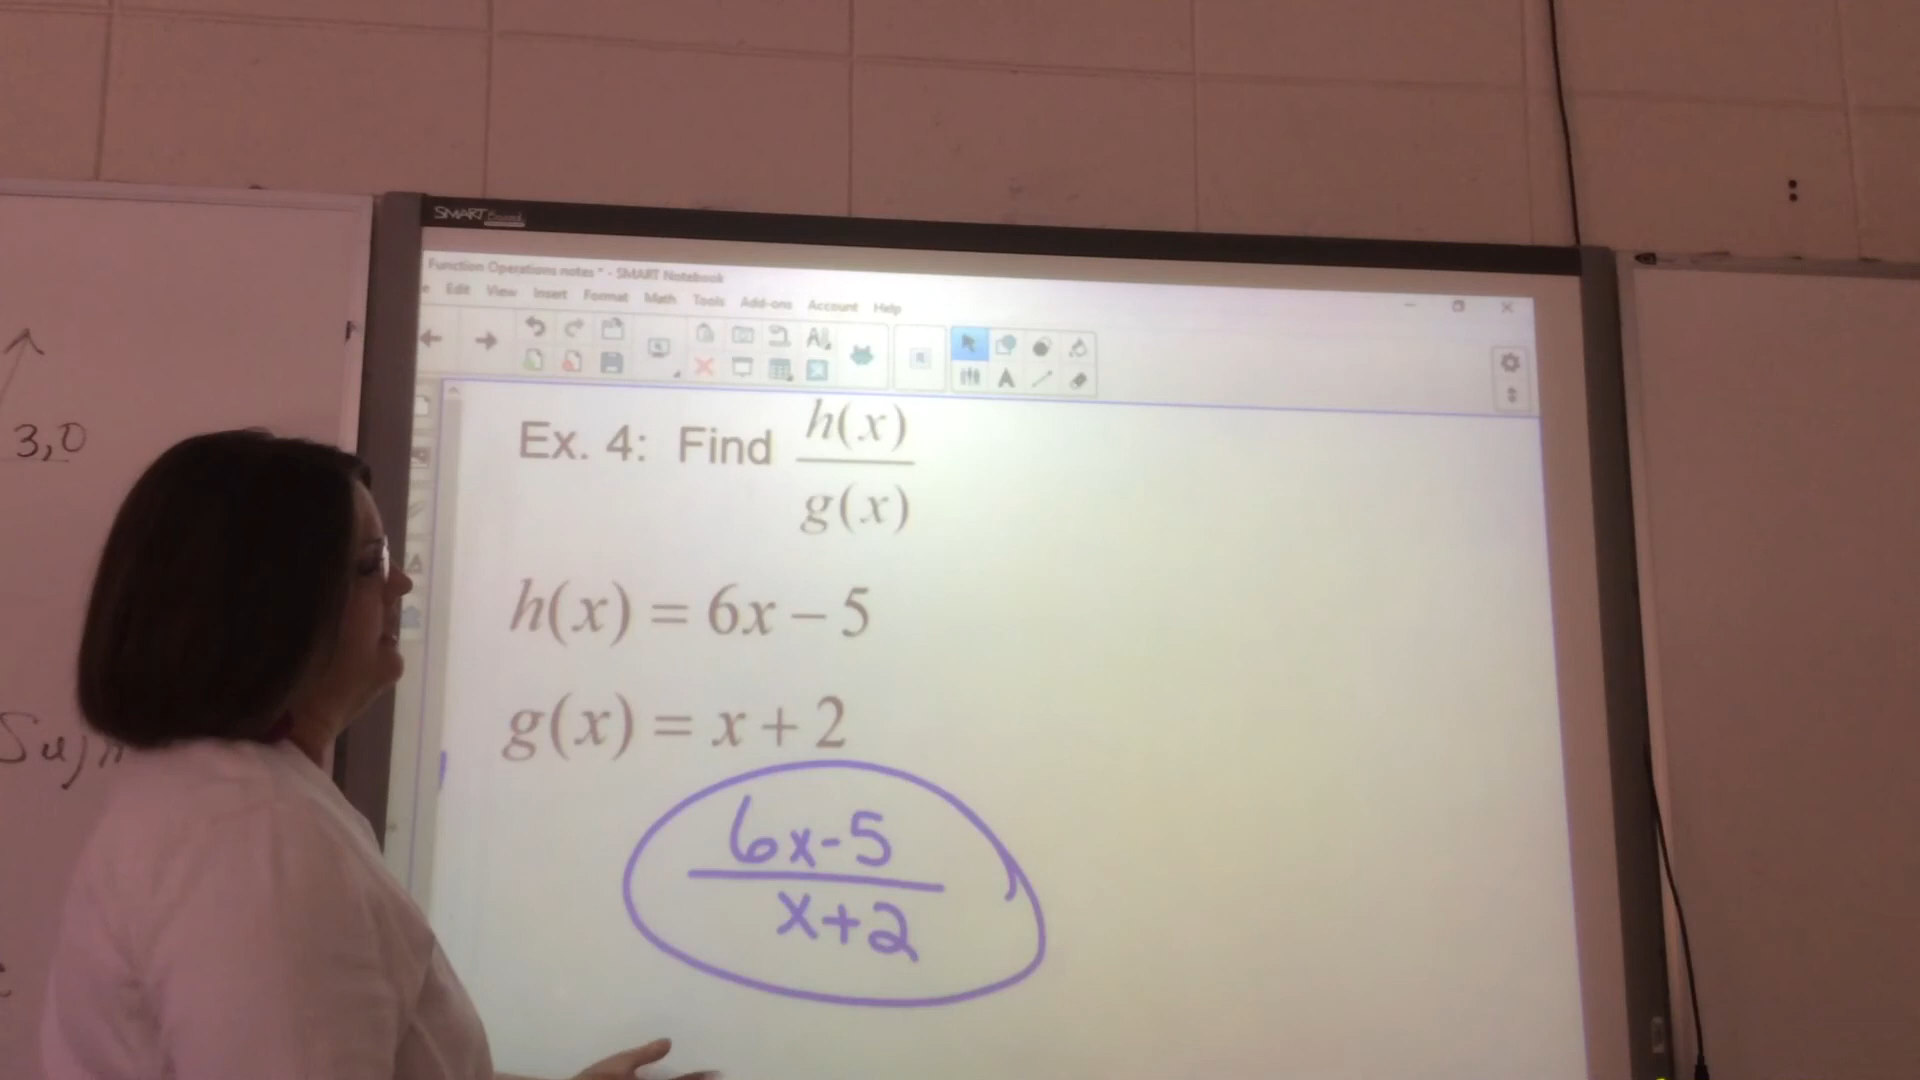 3,0
SMART Board
Function Operations notes * - SMART Notebook
Edit View Insert Format Math Tools Add-ons Account Help
Ex. 4: Find h(x)/g(x)
h(x) = 6x – 5
g(x) = x + 2
6x-5
x+2